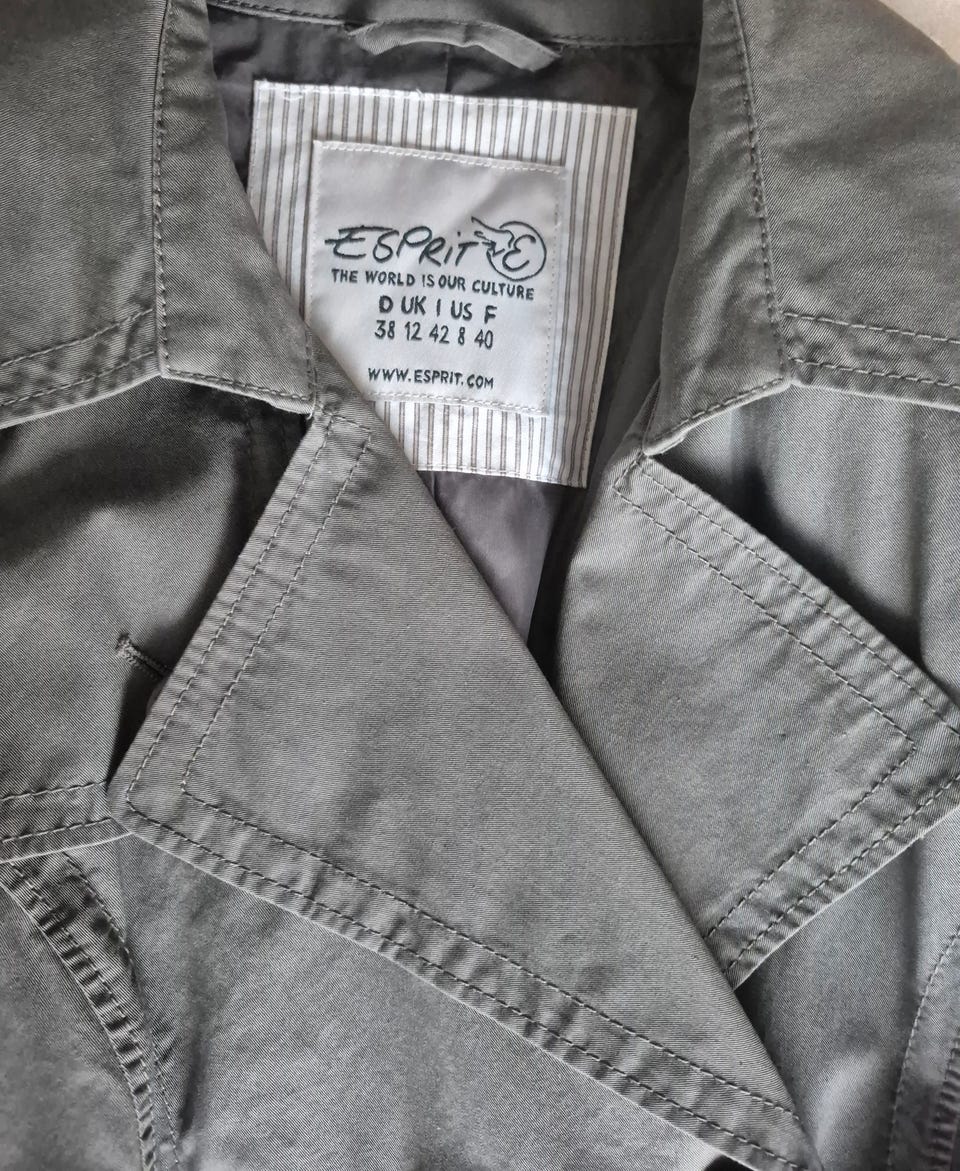 ESPRIT E
THE WORLD IS OUR CULTURE
D UK I US F
38 12 42 8 40
WWW.ESPRIT.COM